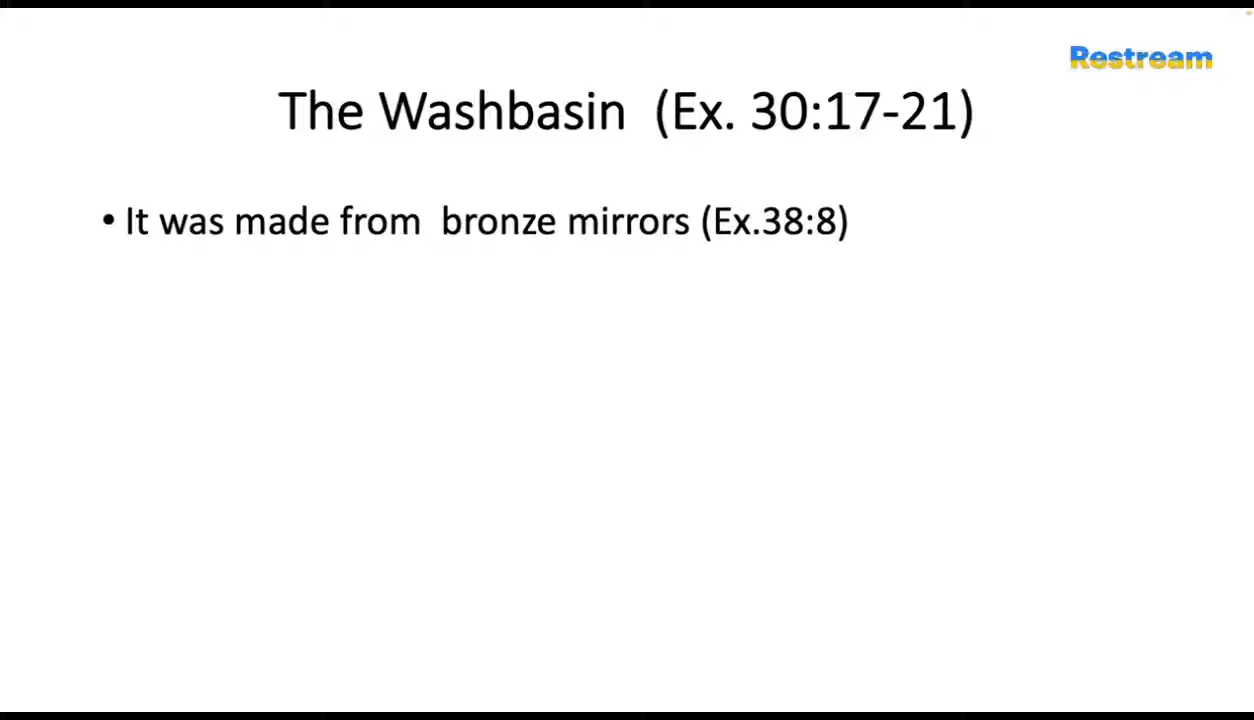 Restream
The Washbasin  (Ex. 30:17-21)
• It was made from  bronze mirrors (Ex.38:8)